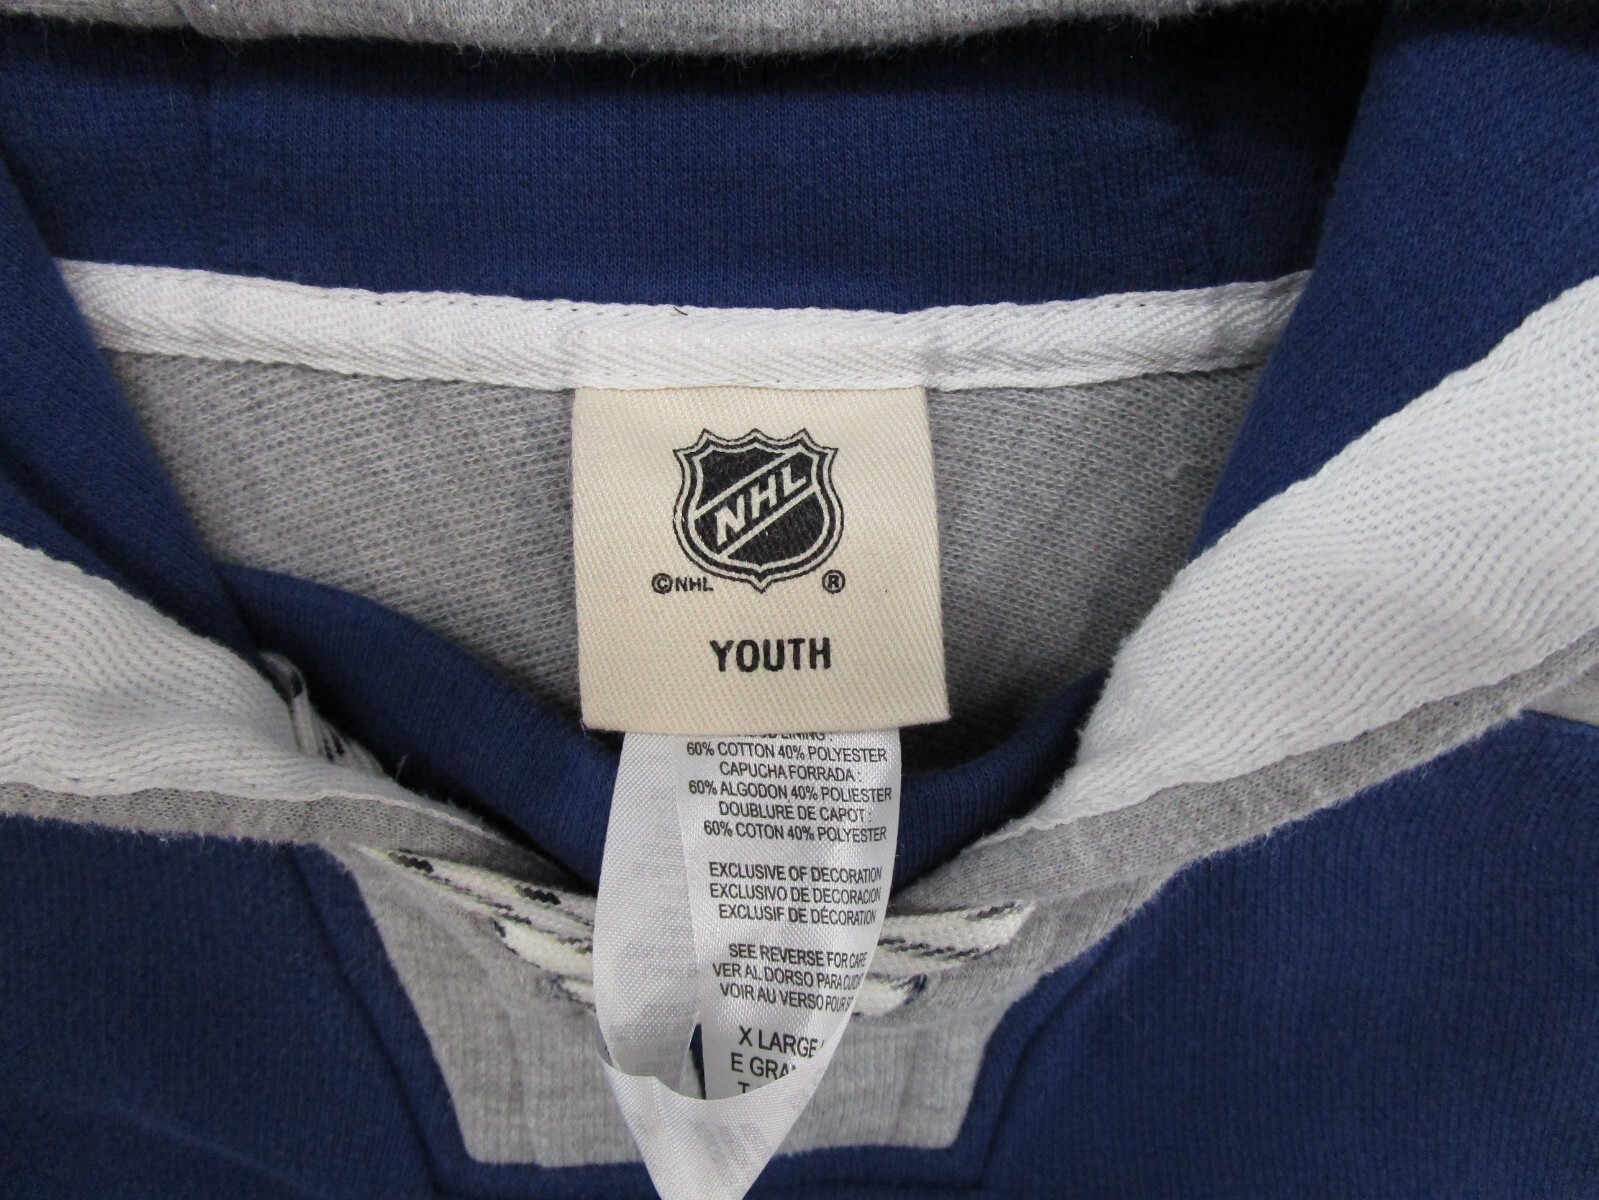 NHL
©NHL ®
YOUTH
LINING :
60% COTTON 40% POLYESTER
CAPUCHA FORRADA :
60% ALGODON 40% POLIESTER
DOUBLURE DE CAPOT :
60% COTON 40% POLYESTER
EXCLUSIVE OF DECORATION
EXCLUSIVO DE DECORACION
EXCLUSIF DE DÉCORATION
SEE REVERSE FOR CARE
VER AL DORSO PARA
VOIR AU VERSO POUR
X LARGE
E